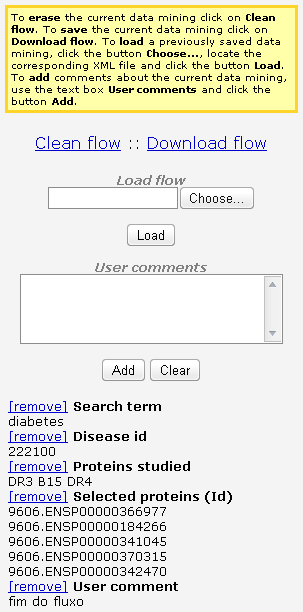 To erase the current data mining click on Clean
flow. To save the current data mining click on
Download flow. To load a previously saved data
mining, click the button Choose..., locate the
corresponding XML file and click the button Load.
To add comments about the current data mining,
use the text box User comments and click the
button Add.
Clean flow :: Download flow
Load flow
Choose...
Load
User comments
Add Clear
[remove] Search term
diabetes
[remove] Disease id
222100
[remove] Proteins studied
DR3 B15 DR4
[remove] Selected proteins (Id)
9606.ENSP00000366977
9606.ENSP00000184266
9606.ENSP00000341045
9606.ENSP00000370315
9606.ENSP00000342470
[remove] User comment
fim do fluxo